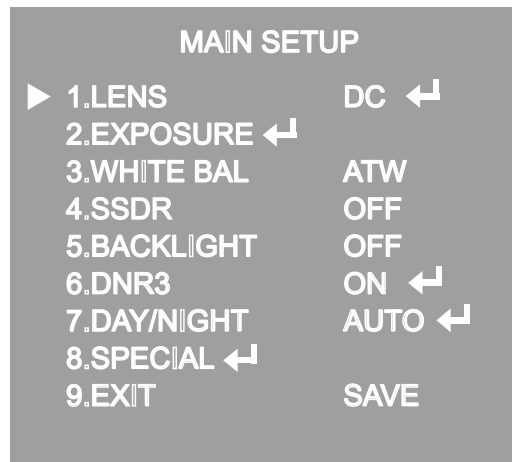 MAIN SETUP
▶ 1.LENS DC ↵
2.EXPOSURE ↵
3.WHITE BAL ATW
4.SSDR OFF
5.BACKLIGHT OFF
6.DNR3 ON ↵
7.DAY/NIGHT AUTO ↵
8.SPECIAL ↵
9.EXIT SAVE